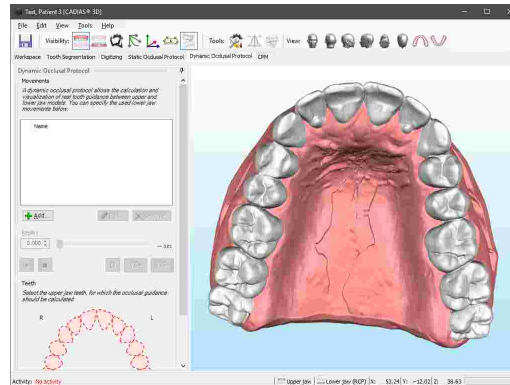 Test, Patient 3 [CADIAS® 3D]
File Edit View Tools Help
Visibility: Tools: View:
Workspace Tooth Segmentation Digitizing Static Occlusal Protocol Dynamic Occlusal Protocol CPM
Dynamic Occlusal Protocol
Movements
A dynamic occlusal protocol allows the calculation and
visualization of real tooth guidance between upper and
lower jaw models. You can specify the used lower jaw
movements below.
Name
Add...
Replay
0.000 -- sec
Teeth
Select the upper jaw teeth, for which the occlusal guidance
should be calculated
R L
Activity: No activity Upper jaw Lower jaw (RCP) X: 53.24 Y: -12.02 Z: 38.63